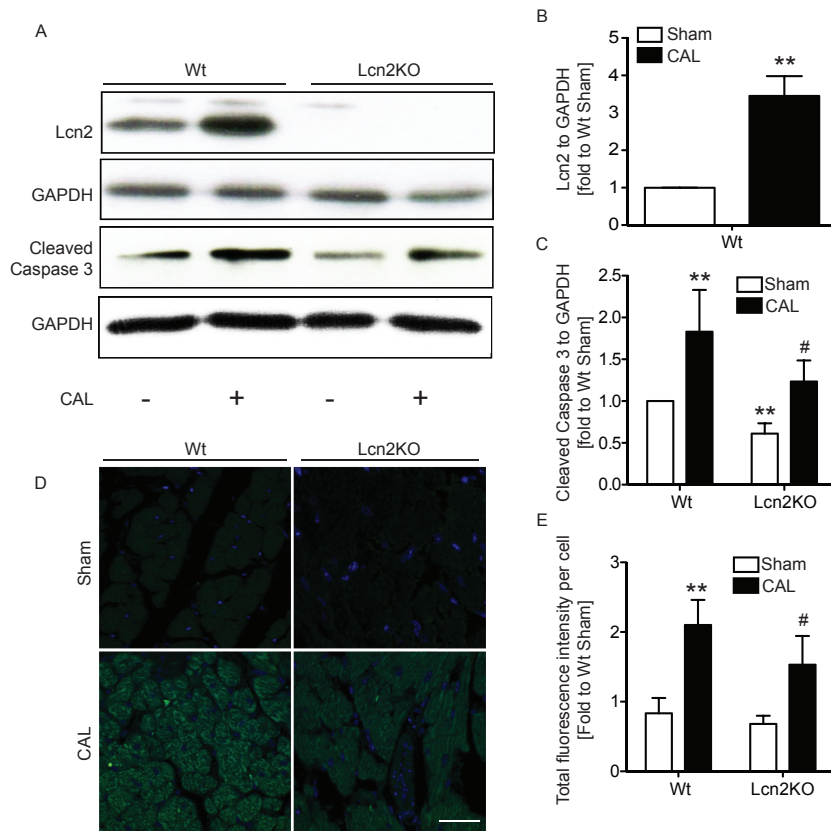 A
Wt Lcn2KO
Lcn2
GAPDH
Cleaved
Caspase 3
GAPDH
CAL - + - +
B
Lcn2 to GAPDH
[fold to Wt Sham]
5
4
3
2
1
0
Sham
CAL
**
Wt
C
Cleaved Caspase 3 to GAPDH
[fold to Wt Sham]
2.5
2.0
1.5
1.0
0.5
0
Sham
CAL
**
**
#
Wt Lcn2KO
D
Wt Lcn2KO
Sham
CAL
E
Total fluorescence intensity per cell
[Fold to Wt Sham]
3
2
1
0
Sham
CAL
**
#
Wt Lcn2KO